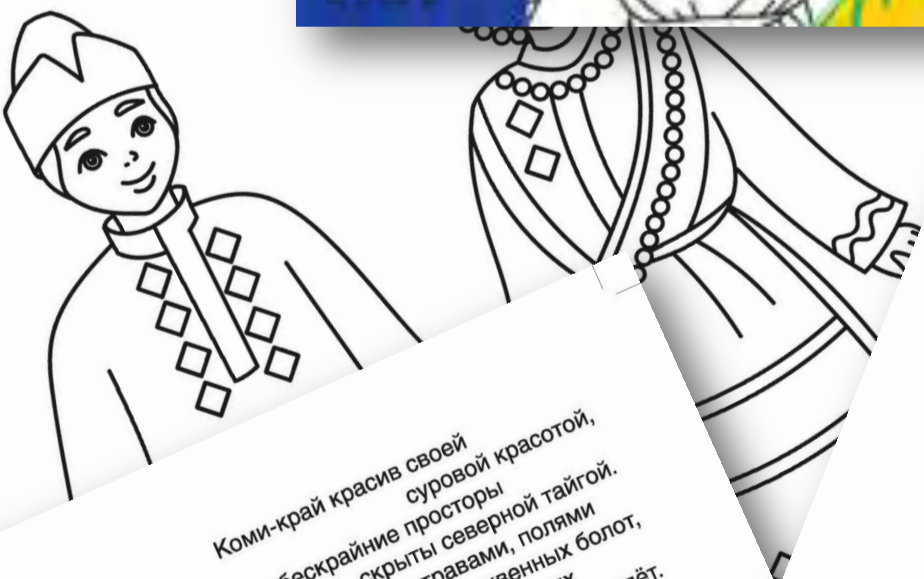 Коми-край красив своей
суровой красотой,
бескрайние просторы
скрыты северной тайгой.
травами, полями
болот,